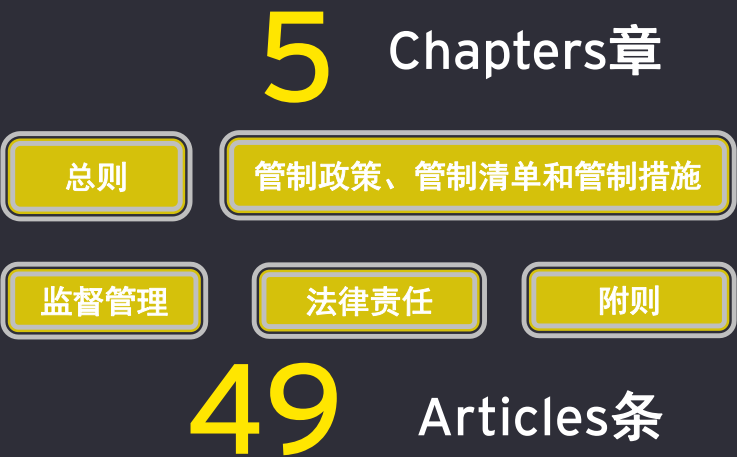 5 Chapters章
总则 管制政策、管制清单和管制措施
监督管理 法律责任 附则
49 Articles条